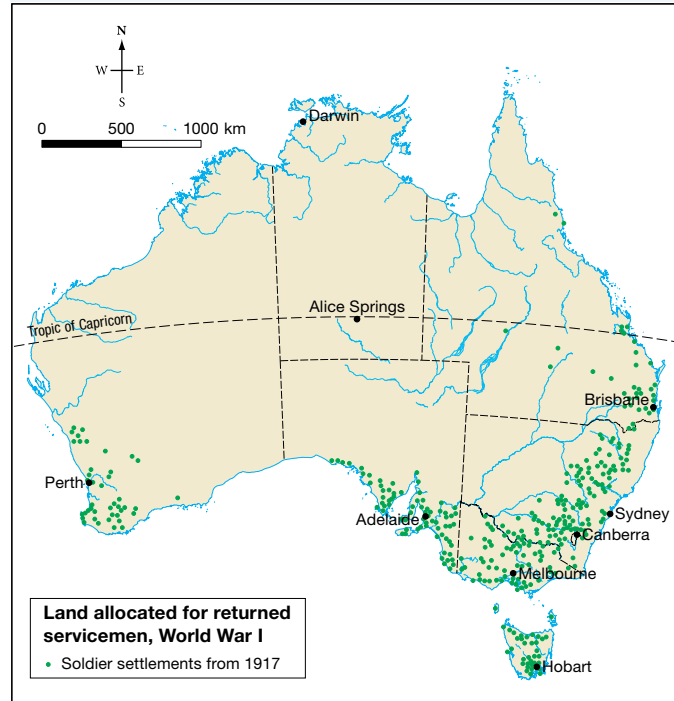 N
W E
S
0 500 1000 km
Darwin
Alice Springs
Tropic of Capricorn
Brisbane
Perth
Adelaide
Sydney
Canberra
Melbourne
Land allocated for returned
servicemen, World War I
Soldier settlements from 1917
Hobart